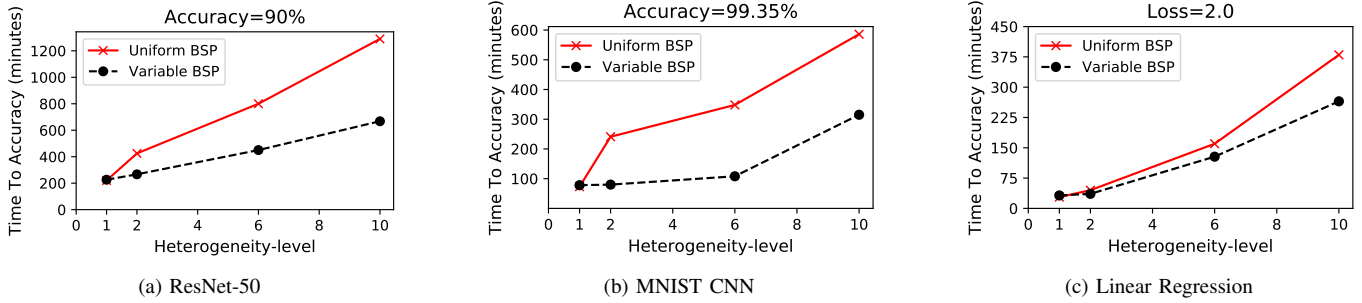 Accuracy=90%
Time To Accuracy (minutes)
1200
1000
800
600
400
200
0
Uniform BSP
Variable BSP
0 1 2 4 6 8 10
Heterogeneity-level
(a) ResNet-50
Accuracy=99.35%
Time To Accuracy (minutes)
600
500
400
300
200
100
Uniform BSP
Variable BSP
0 1 2 4 6 8 10
Heterogeneity-level
(b) MNIST CNN
Loss=2.0
Time To Accuracy (minutes)
450
375
300
225
150
75
0
Uniform BSP
Variable BSP
0 1 2 4 6 8 10
Heterogeneity-level
(c) Linear Regression